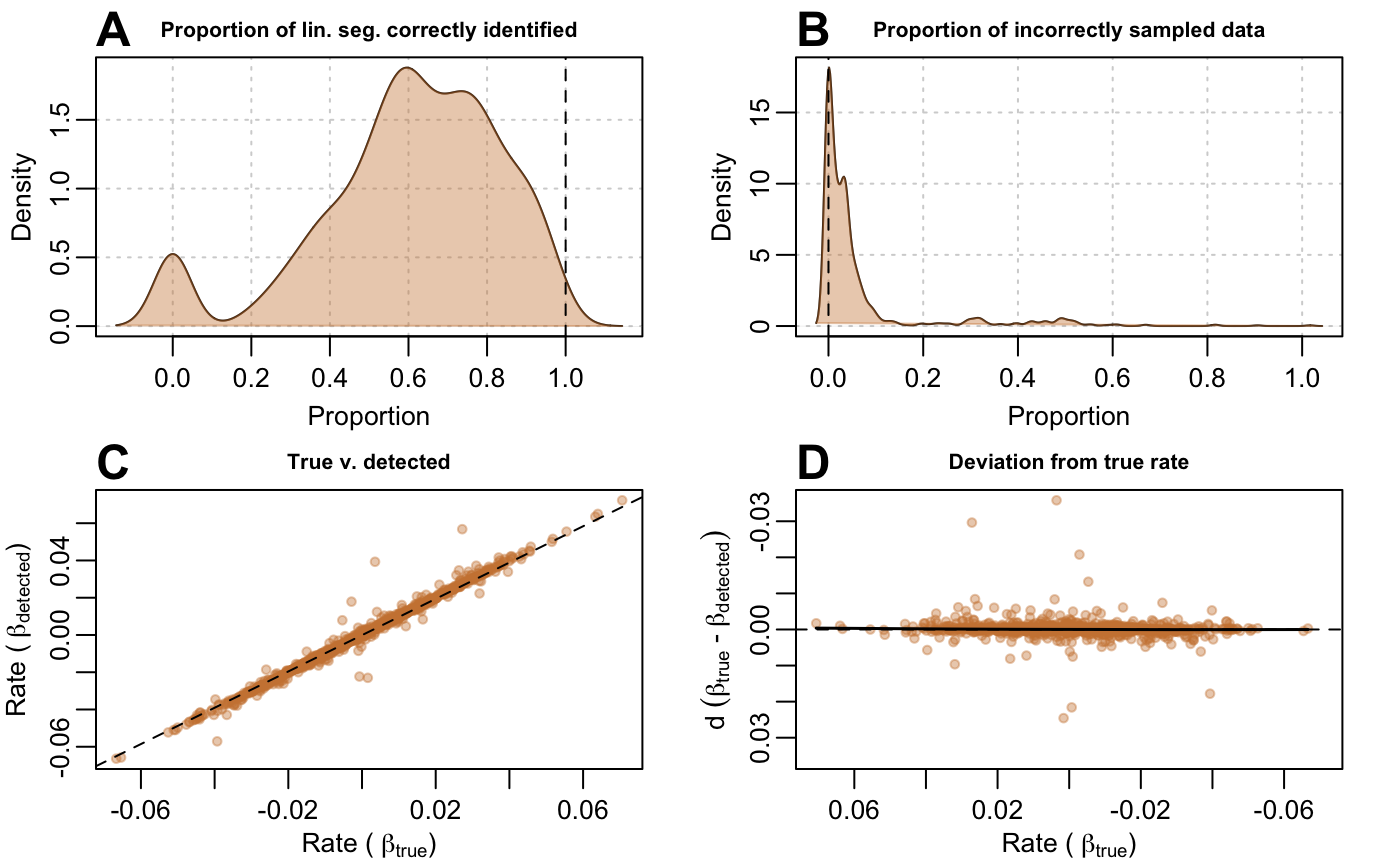 A Proportion of lin. seg. correctly identified
Density
0.0 0.5 1.0 1.5
0.0 0.2 0.4 0.6 0.8 1.0
Proportion
B Proportion of incorrectly sampled data
Density
0 5 10 15
0.0 0.2 0.4 0.6 0.8 1.0
Proportion
C True v. detected
Rate ( βdetected)
-0.06 0.00 0.04
-0.06 -0.02 0.02 0.06
Rate ( βtrue)
D Deviation from true rate
d (βtrue - βdetected)
0.03 0.00 -0.03
0.06 0.02 -0.02 -0.06
Rate ( βtrue)